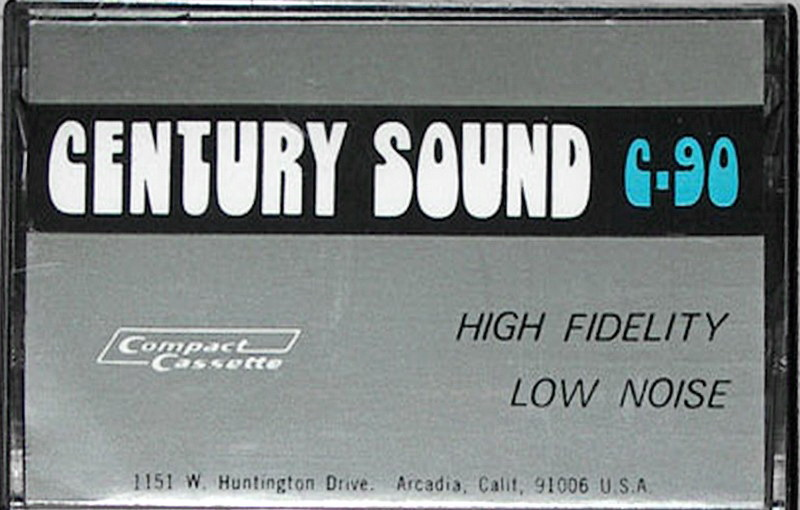 CENTURY SOUND C-90
Compact
Cassette
HIGH FIDELITY
LOW NOISE
1151 W. Huntington Drive. Arcadia, Calif, 91006 U.S.A.